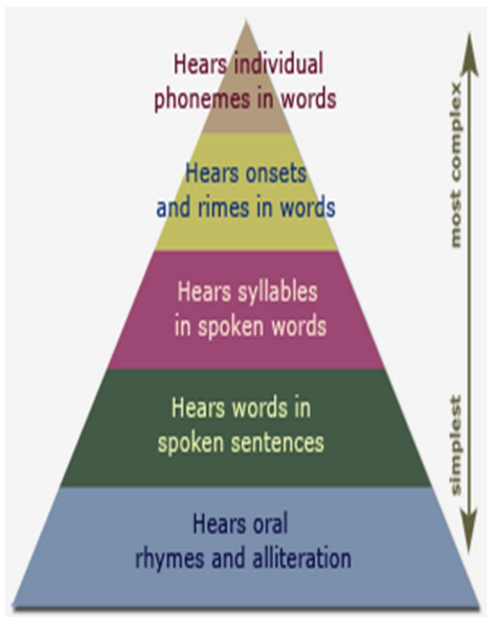 Hears individual
phonemes in words
Hears onsets
and rimes in words
Hears syllables
in spoken words
Hears words in
spoken sentences
Hears oral
rhymes and alliteration
most complex
simplest